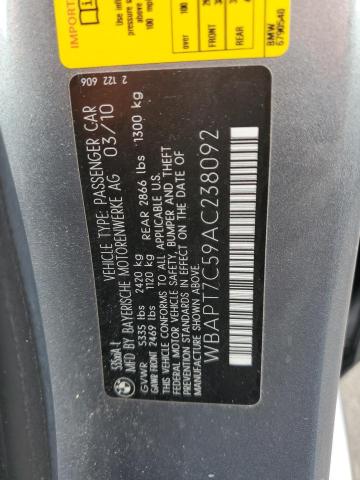 2 122 606
VEHICLE TYPE: PASSENGER CAR
MFD BY BAYERISCHE MOTORENWERKE AG 03/10
GVWR 5335 lbs 2420 kg
GAWR FRONT 2469 lbs 1120 kg REAR 2866 lbs 1300 kg
THIS VEHICLE CONFORMS TO ALL APPLICABLE
FEDERAL MOTOR VEHICLE SAFETY, BUMPER, AND THEFT
PREVENTION STANDARDS IN EFFECT ON THE DATE OF
MANUFACTURE SHOWN ABOVE.
WBAPT7C59AC238092
BMW
6790540